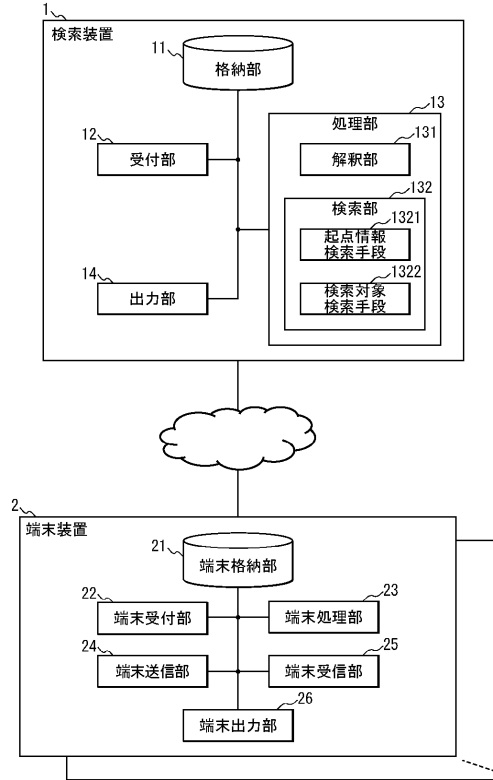 1
検索装置
11
格納部
13
処理部
12
受付部
131
解釈部
132
検索部
1321
起点情報
検索手段
14
出力部
1322
検索対象
検索手段
2
端末装置
21
端末格納部
22
端末受付部
23
端末処理部
24
端末送信部
25
端末受信部
26
端末出力部